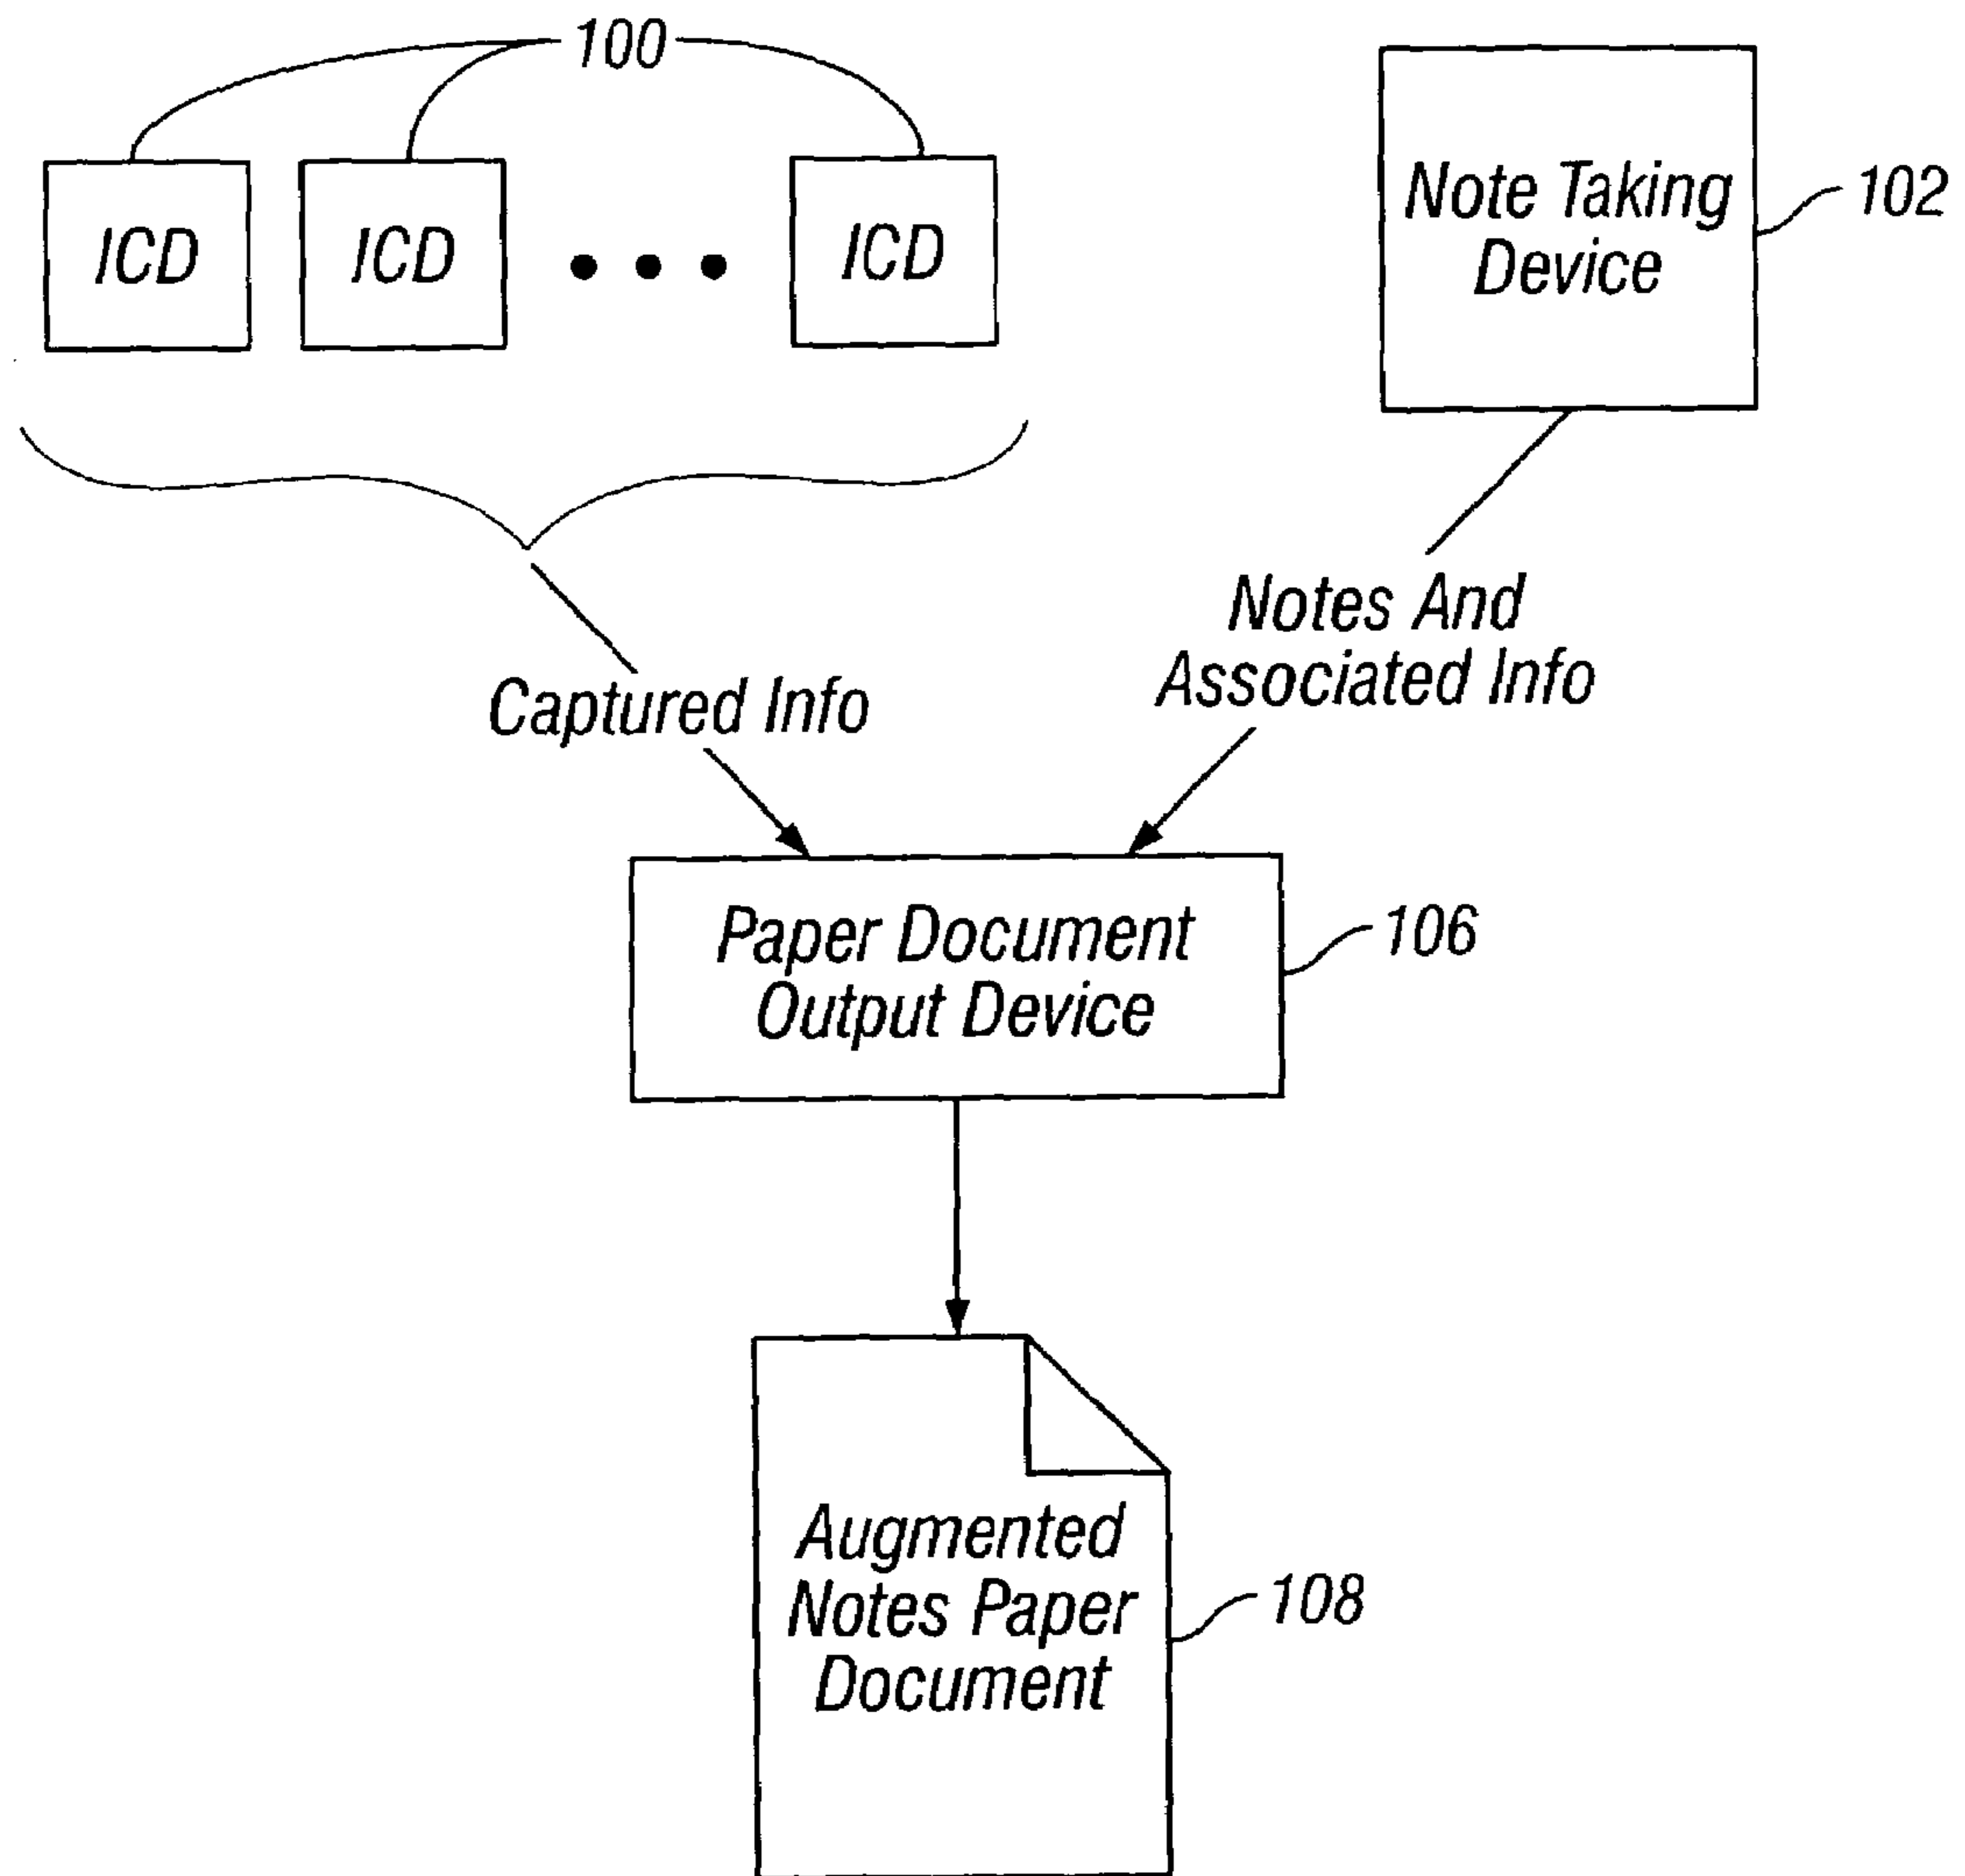 100
ICD
ICD
ICD
Note Taking
Device
102
Notes And
Associated Info
Captured Info
Paper Document
Output Device
106
Augmented
Notes Paper
Document
108